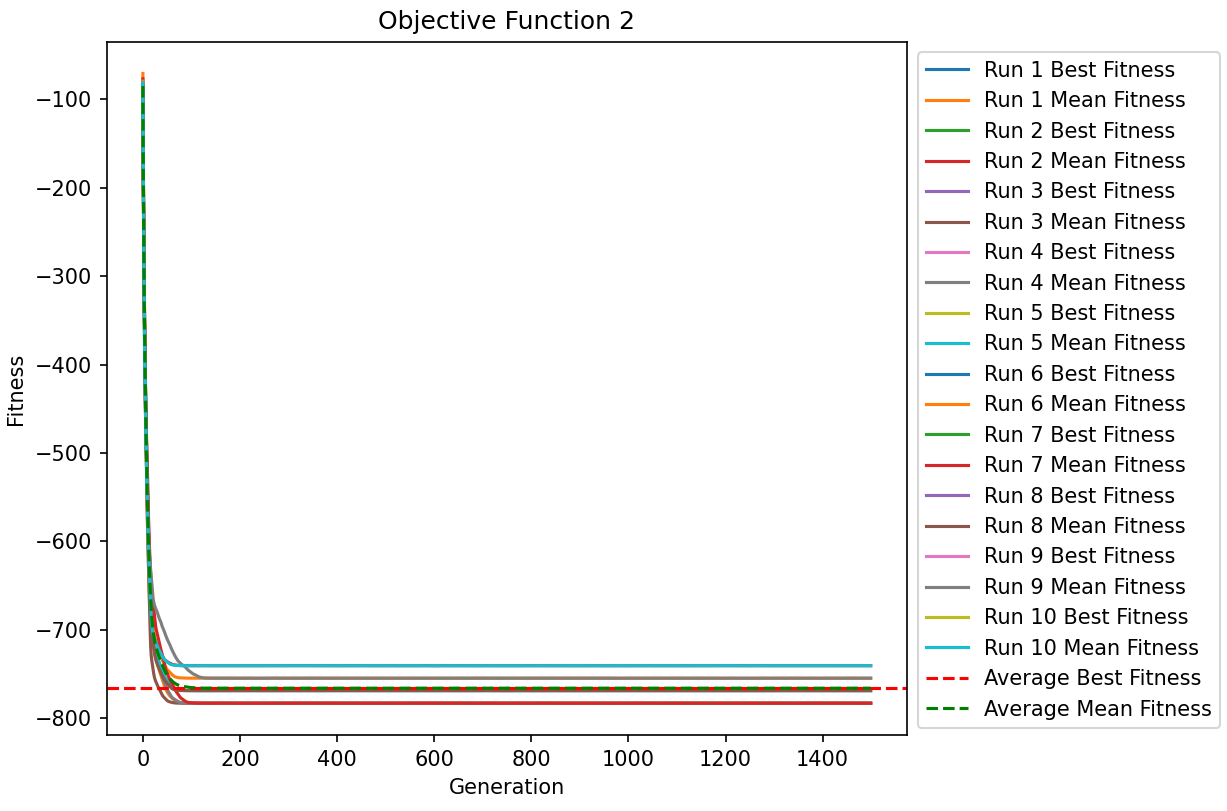 Objective Function 2
Fitness
−100
−200
−300
−400
−500
−600
−700
−800
0
200
400
600
800
1000
1200
1400
Generation
Run 1 Best Fitness
Run 1 Mean Fitness
Run 2 Best Fitness
Run 2 Mean Fitness
Run 3 Best Fitness
Run 3 Mean Fitness
Run 4 Best Fitness
Run 4 Mean Fitness
Run 5 Best Fitness
Run 5 Mean Fitness
Run 6 Best Fitness
Run 6 Mean Fitness
Run 7 Best Fitness
Run 7 Mean Fitness
Run 8 Best Fitness
Run 8 Mean Fitness
Run 9 Best Fitness
Run 9 Mean Fitness
Run 10 Best Fitness
Run 10 Mean Fitness
Average Best Fitness
Average Mean Fitness